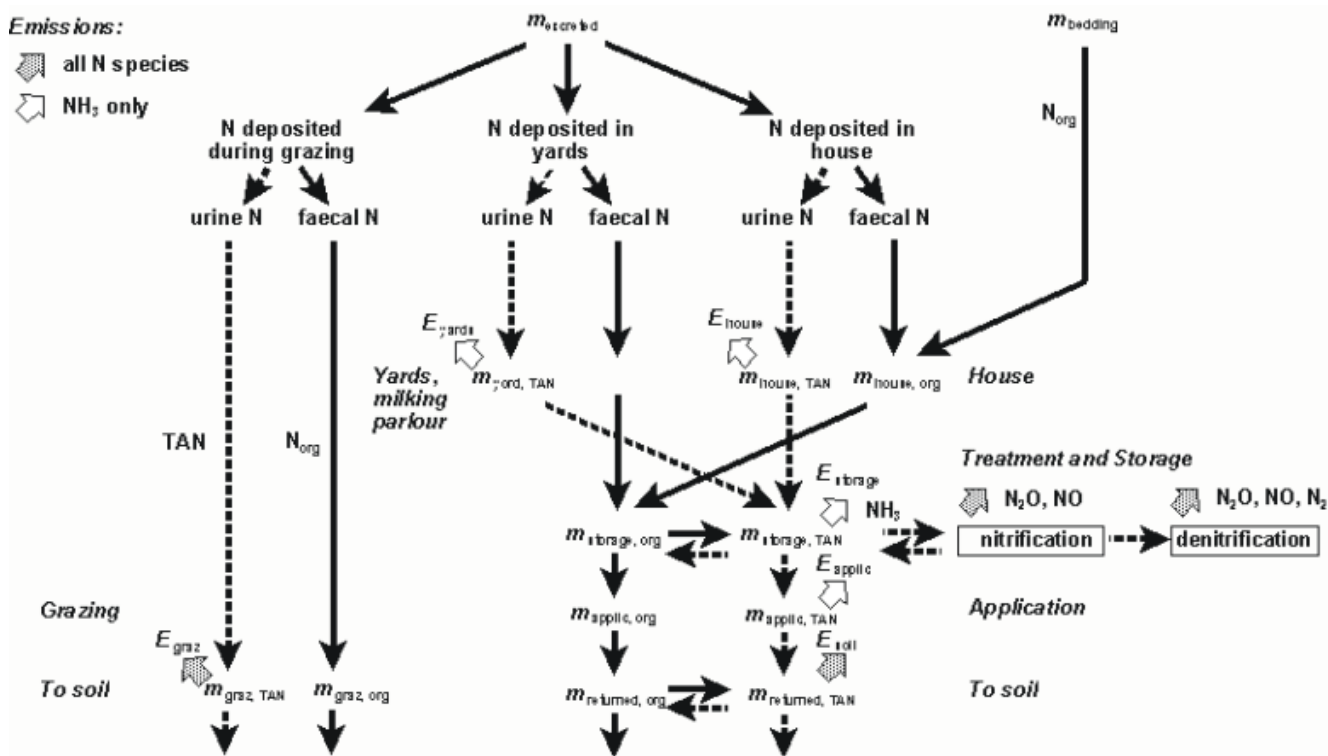 Emissions:
all N species
NH₃ only
m excreted
m bedding
N org
N deposited during grazing
N deposited in yards
N deposited in house
urine N
faecal N
urine N
faecal N
urine N
faecal N
E yards
E house
Yards, milking parlour
m yard, TAN
m house, TAN
m house, org
House
TAN
N org
E storage
NH₃
Treatment and Storage
N₂O, NO
N₂O, NO, N₂
m storage, org
m storage, TAN
nitrification
denitrification
E applic
Grazing
m applic, org
m applic, TAN
Application
E graz
E soil
To soil
m graz, TAN
m graz, org
m returned, org
m returned, TAN
To soil